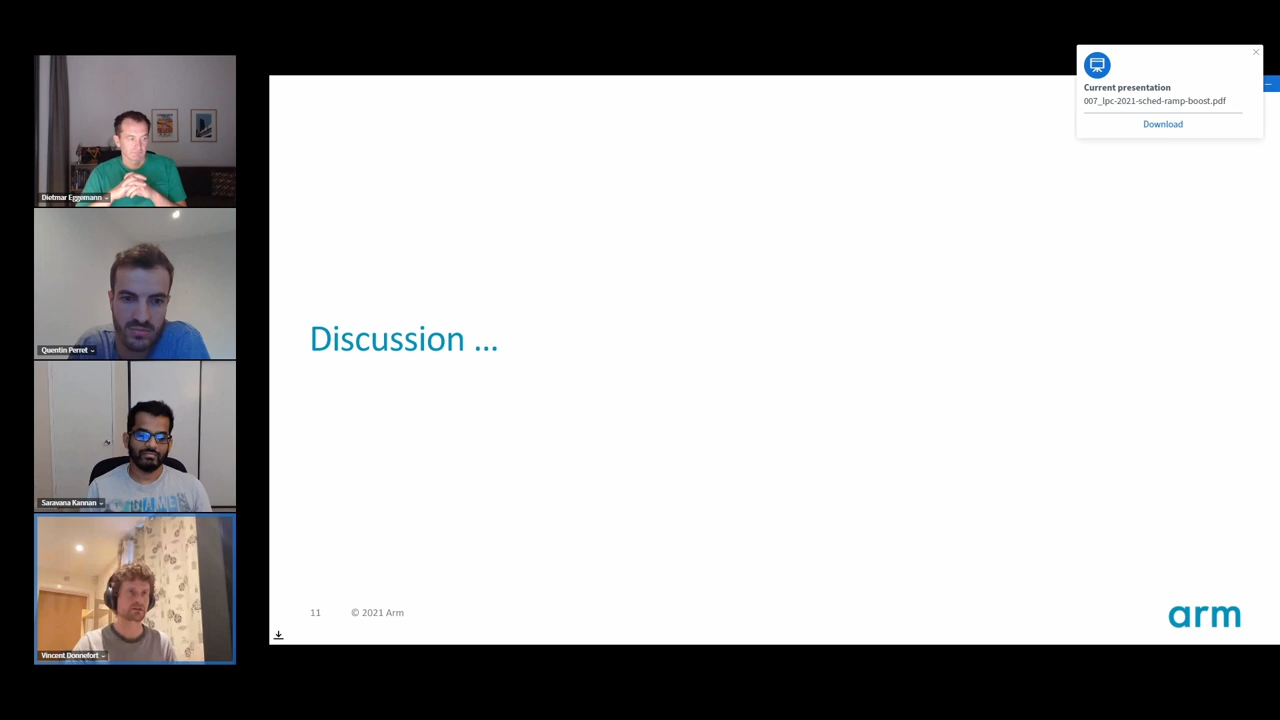 Dietmar Eggemann
Quentin Perret
Saravana Kannan
Vincent Donnefort
Discussion ...
11 © 2021 Arm
arm
Current presentation
007_lpc-2021-sched-ramp-boost.pdf
Download